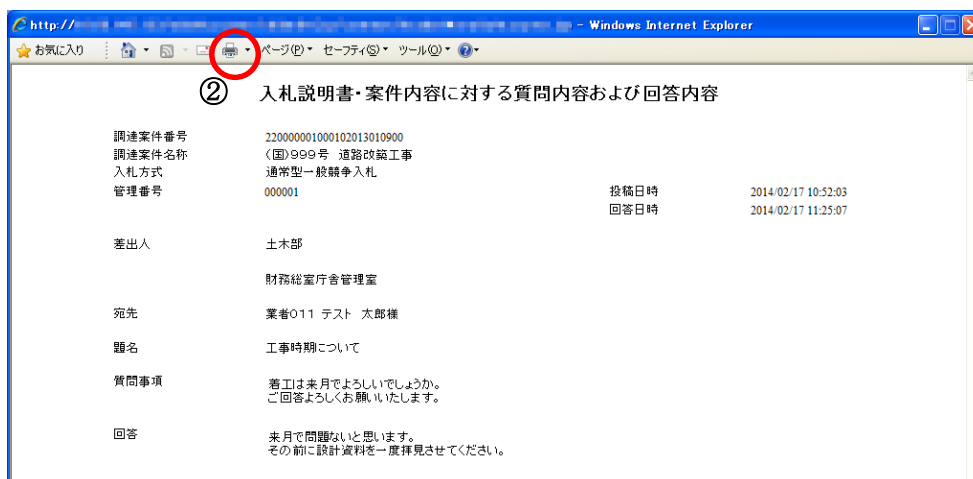 http:// - Windows Internet Explorer
お気に入り ページ(P) セーフティ(S) ツール(O)
②
入札説明書・案件内容に対する質問内容および回答内容
調達案件番号 220000001000102013010900
調達案件名称 (国)999号 道路改築工事
入札方式 通常型一般競争入札
管理番号 000001 投稿日時 2014/02/17 10:52:03
回答日時 2014/02/17 11:25:07
差出人 土木部
財務総室庁舎管理室
宛先 業者011 テスト 太郎様
題名 工事時期について
質問事項 着工は来月でよろしいでしょうか。
ご回答よろしくお願いいたします。
回答 来月で問題ないと思います。
その前に設計資料を一度拝見させてください。